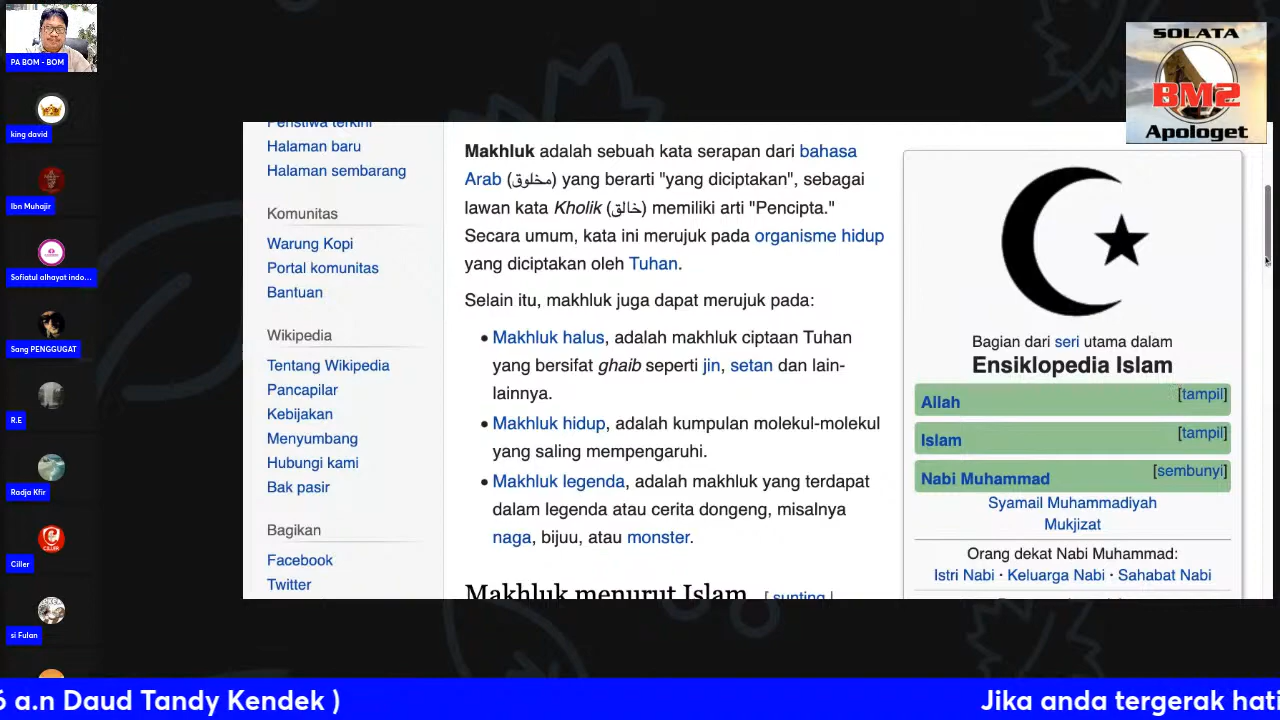 PA BOM - BOM
king david
Ibn Muhajir
Sofiatul alhayat indo...
Sang PENGGUGAT
R.E
Radja Kfir
Ciller
si Fulan
SOLATA
BM2
Apologet
Peristiwa terkini
Halaman baru
Halaman sembarang
Komunitas
Warung Kopi
Portal komunitas
Bantuan
Wikipedia
Tentang Wikipedia
Pancapilar
Kebijakan
Menyumbang
Hubungi kami
Bak pasir
Bagikan
Facebook
Twitter
Makhluk adalah sebuah kata serapan dari bahasa
Arab (مخلوق) yang berarti "yang diciptakan", sebagai
lawan kata Kholik (خالق) memiliki arti "Pencipta."
Secara umum, kata ini merujuk pada organisme hidup
yang diciptakan oleh Tuhan.
Selain itu, makhluk juga dapat merujuk pada:
• Makhluk halus, adalah makhluk ciptaan Tuhan
yang bersifat ghaib seperti jin, setan dan lain-
lainnya.
• Makhluk hidup, adalah kumpulan molekul-molekul
yang saling mempengaruhi.
• Makhluk legenda, adalah makhluk yang terdapat
dalam legenda atau cerita dongeng, misalnya
naga, bijuu, atau monster.
Makhluk menurut Islam [ sunting ]
Bagian dari seri utama dalam
Ensiklopedia Islam
Allah [tampil]
Islam [tampil]
Nabi Muhammad [sembunyi]
Syamail Muhammadiyah
Mukjizat
Orang dekat Nabi Muhammad:
Istri Nabi · Keluarga Nabi · Sahabat Nabi
6 a.n Daud Tandy Kendek )
Jika anda tergerak hati